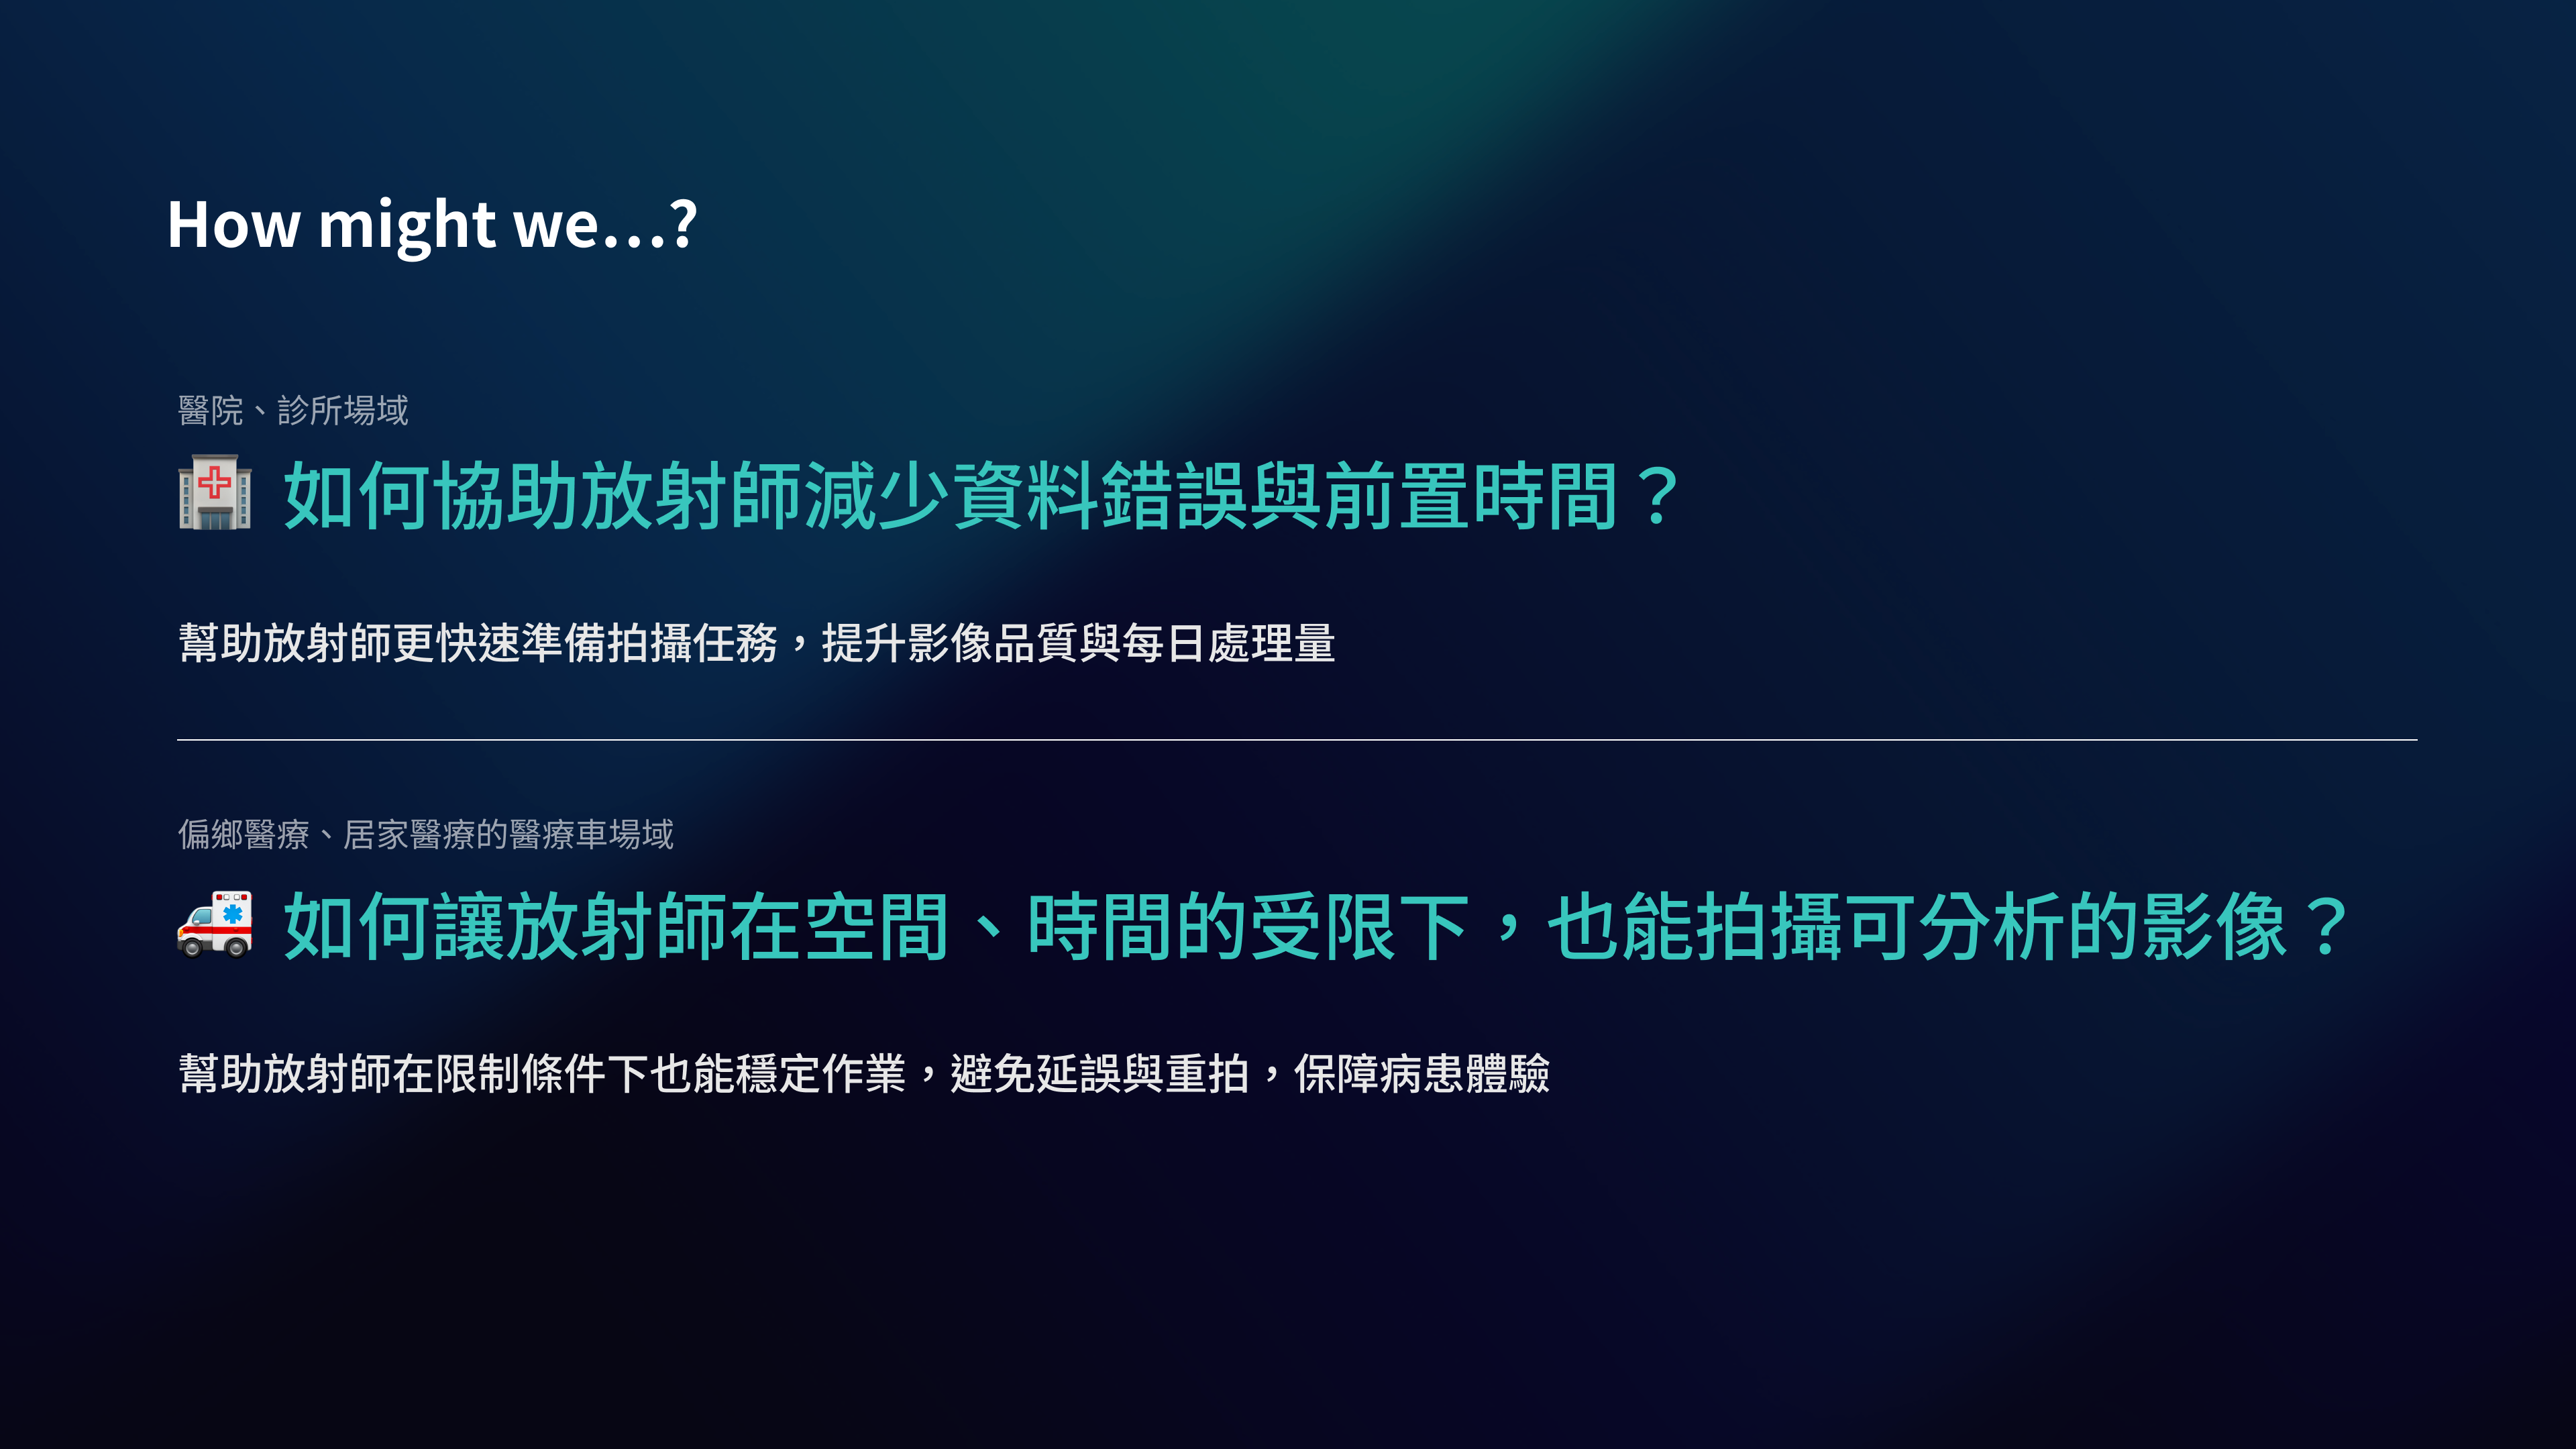 How might we...?
醫院、診所場域
如何協助放射師減少資料錯誤與前置時間？
幫助放射師更快速準備拍攝任務，提升影像品質與每日處理量
偏鄉醫療、居家醫療的醫療車場域
如何讓放射師在空間、時間的受限下，也能拍攝可分析的影像？
幫助放射師在限制條件下也能穩定作業，避免延誤與重拍，保障病患體驗